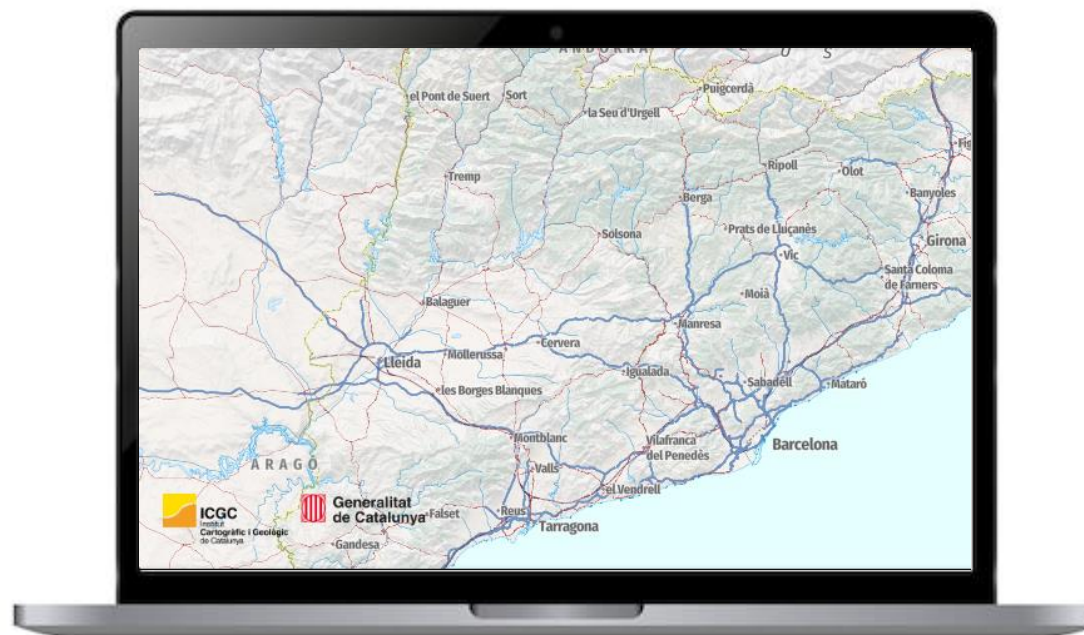 ANDORRA
U S
el Pont de Suert
Sort
Puigcerdà
la Seu d'Urgell
Ripoll
Olot
Tremp
Berga
Banyoles
Solsona
Prats de Lluçanès
Girona
Vic
Santa Coloma
de Farners
Moià
Balaguer
Manresa
Cervera
Mollerussa
Lleida
Igualada
Sabadell
Mataró
les Borges Blanques
Montblanc
Vilafranca
del Penedès
Barcelona
ARAGÓ
Valls
el Vendrell
ICGC
Institut
Cartogràfic i Geològic
de Catalunya
Generalitat
de Catalunya
Falset
Reus
Tarragona
Gandesa